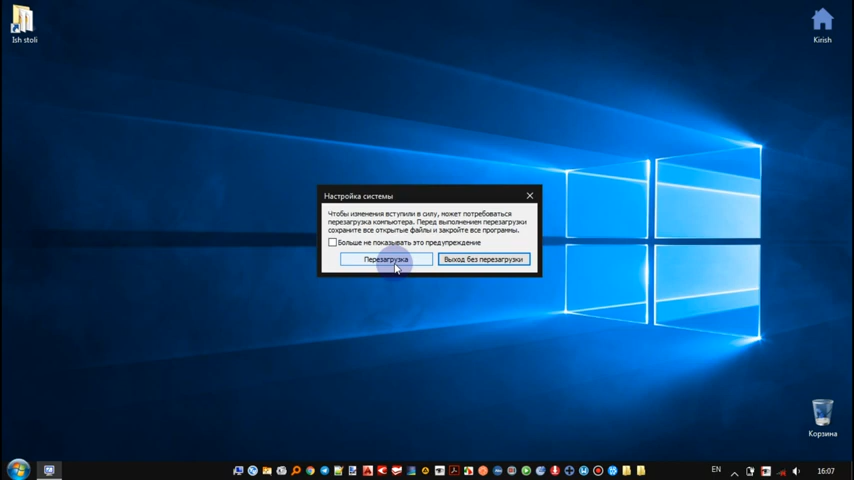 Ish stoli
Kirish
Настройка системы
Чтобы изменения вступили в силу, может потребоваться
перезагрузка компьютера. Перед выполнением перезагрузки
сохраните все открытые файлы и закройте все программы.
Больше не показывать это предупреждение
Перезагрузка
Выход без перезагрузки
Корзина
EN
16:07